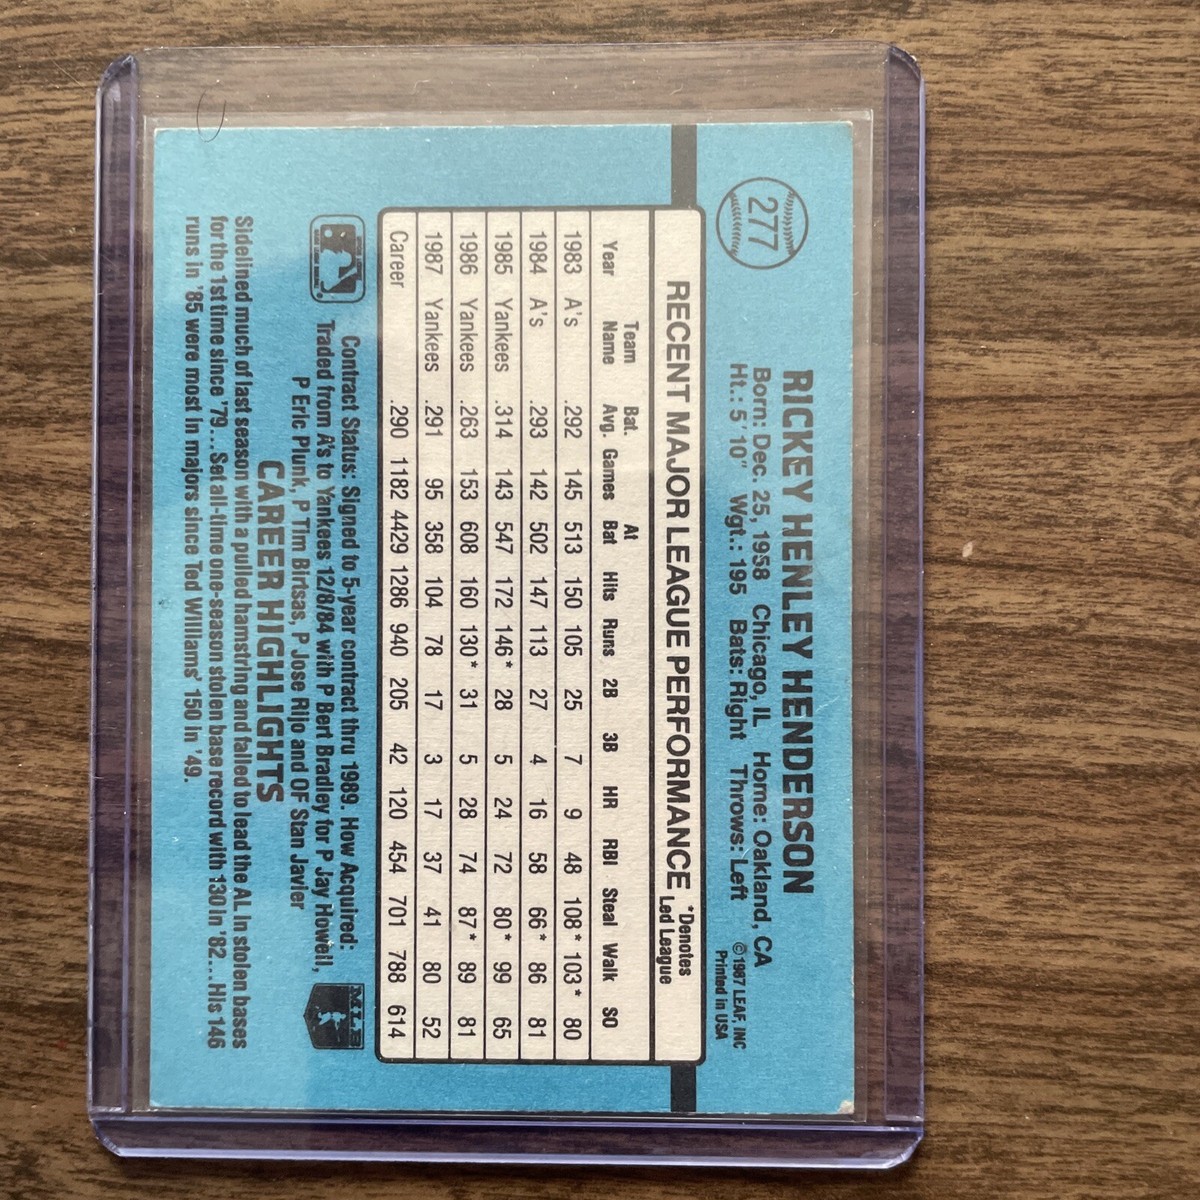 277
RICKEY HENLEY HENDERSON
Born: Dec. 25, 1958 Chicago, IL Home: Oakland, CA
Ht.: 5'10" Wgt.: 195 Bats: Right Throws: Left
© 1987 LEAF, INC
Printed in USA
RECENT MAJOR LEAGUE PERFORMANCE *Denotes Led League
Year Team Name Bat. Avg. Games At Bat Hits Runs 2B 3B HR RBI Steal Walk SO
1983 A's .292 145 513 150 105 25 7 9 48 108* 103* 80
1984 A's .293 142 502 147 113 27 4 16 58 66* 86 81
1985 Yankees .314 143 547 172 146* 28 5 24 72 80* 99 65
1986 Yankees .263 153 608 160 130* 31 5 28 74 87* 89 81
1987 Yankees .291 95 358 104 78 17 3 17 37 41 80 52
Career .290 1182 4429 1286 940 205 42 120 454 701 788 614
Contract Status: Signed to 5-year contract thru 1989. How Acquired:
Traded from A's to Yankees 12/8/84 with P Bert Bradley for P Jay Howell,
P Eric Plunk, P Tim Birtsas, P Jose Rijo and OF Stan Javier
MLB
CAREER HIGHLIGHTS
Sidelined much of last season with a pulled hamstring and failed to lead the AL in stolen bases
for the 1st time since '79...Set all-time one-season stolen base record with 130 in '82...His 146
runs in '85 were most in majors since Ted Williams' 150 in '49.